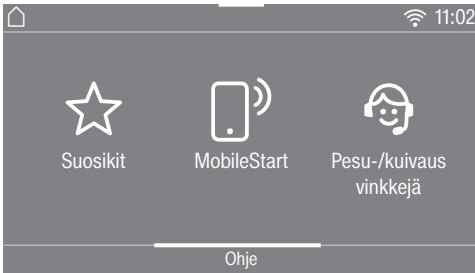 11:02
Suosikit
MobileStart
Pesu-/kuivaus
vinkkejä
Ohje